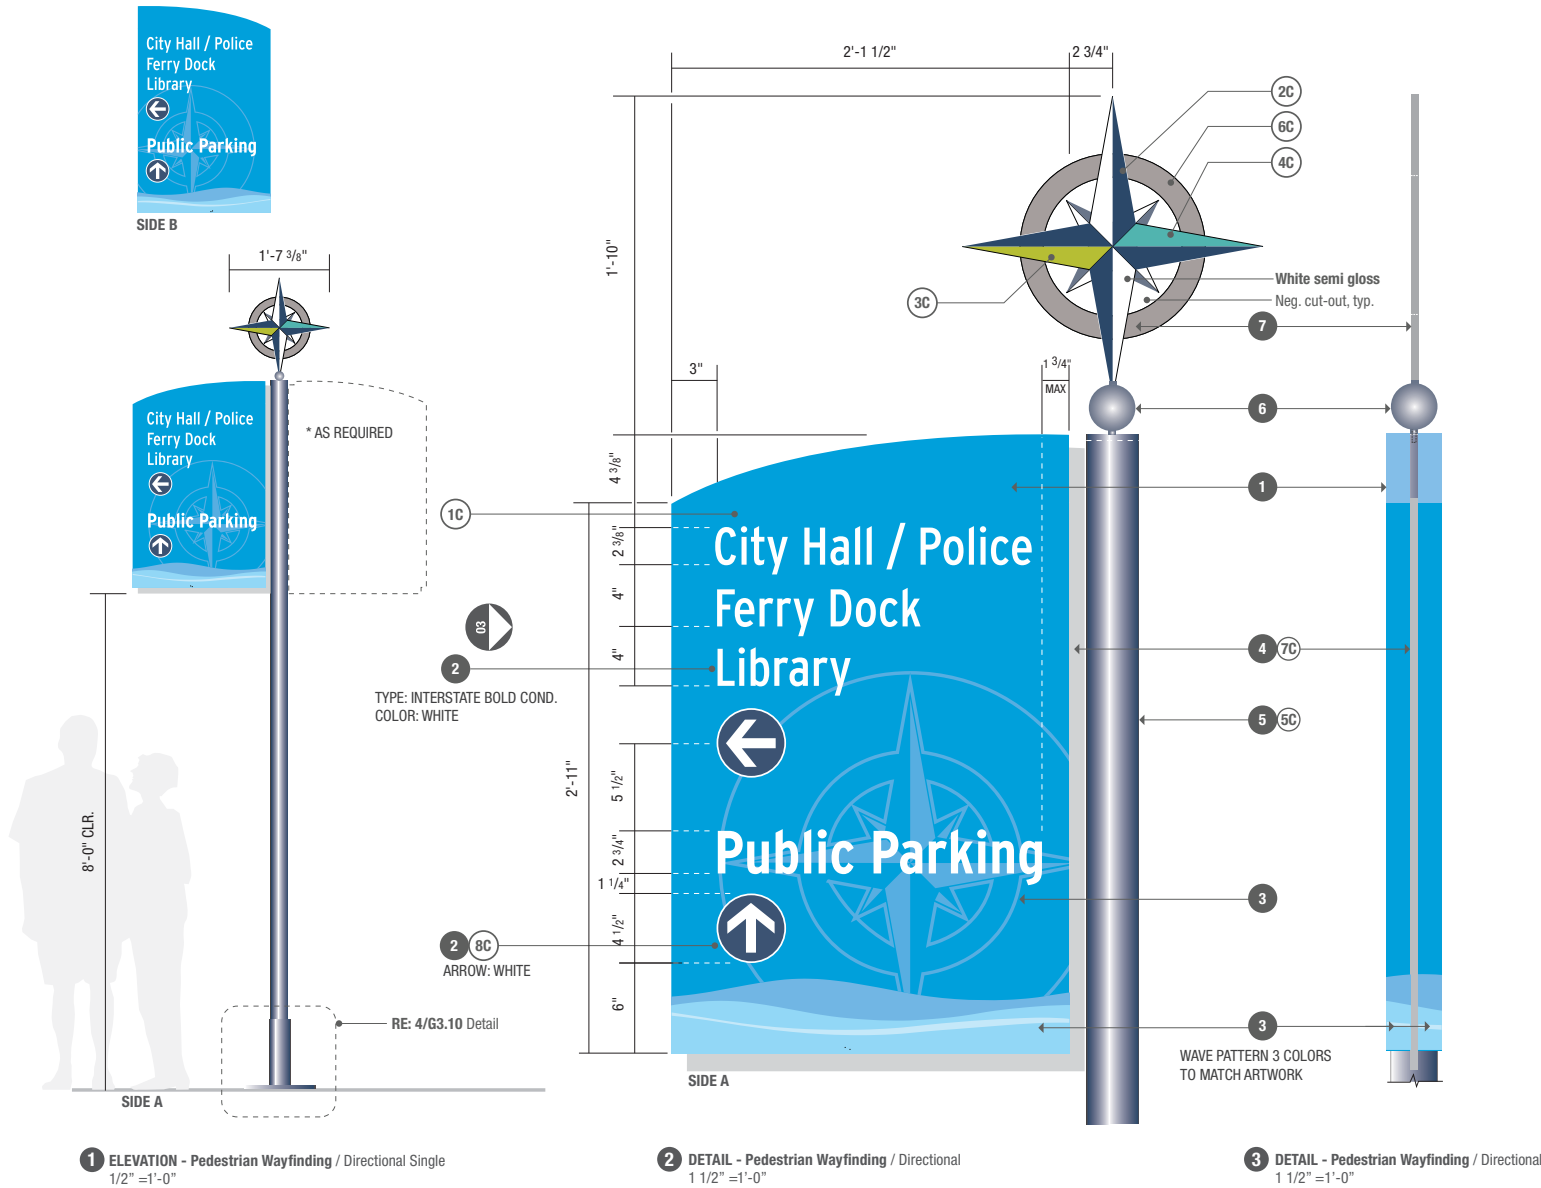 City Hall / Police
Ferry Dock
Library
Public Parking
SIDE B
1'-7 3/8"
City Hall / Police
Ferry Dock
Library
Public Parking
* AS REQUIRED
8'-0" CLR.
RE: 4/G3.10 Detail
SIDE A
1 ELEVATION - Pedestrian Wayfinding / Directional Single
1/2” =1’-0”
2'-1 1/2"
2 3/4"
1'-10"
3"
1 3/4"
MAX
4 3/8"
2 3/8"
4"
4"
2'-11"
5 1/2"
2 3/4"
1 1/4"
4 1/2"
6"
1C
03
2
TYPE: INTERSTATE BOLD COND.
COLOR: WHITE
2 8C
ARROW: WHITE
City Hall / Police
Ferry Dock
Library
Public Parking
SIDE A
2C
6C
4C
3C
White semi gloss
Neg. cut-out, typ.
7
6
1
4 7C
5 5C
3
3
WAVE PATTERN 3 COLORS
TO MATCH ARTWORK
2 DETAIL - Pedestrian Wayfinding / Directional
1 1/2” =1’-0”
3 DETAIL - Pedestrian Wayfinding / Directional
1 1/2” =1’-0”